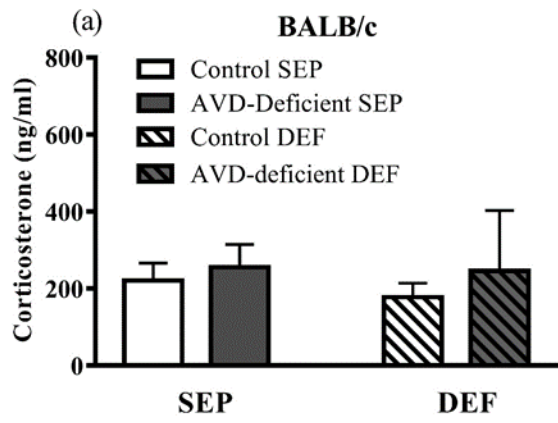 (a)
BALB/c
Corticosterone (ng/ml)
800
600
400
200
0
Control SEP
AVD-Deficient SEP
Control DEF
AVD-deficient DEF
SEP
DEF